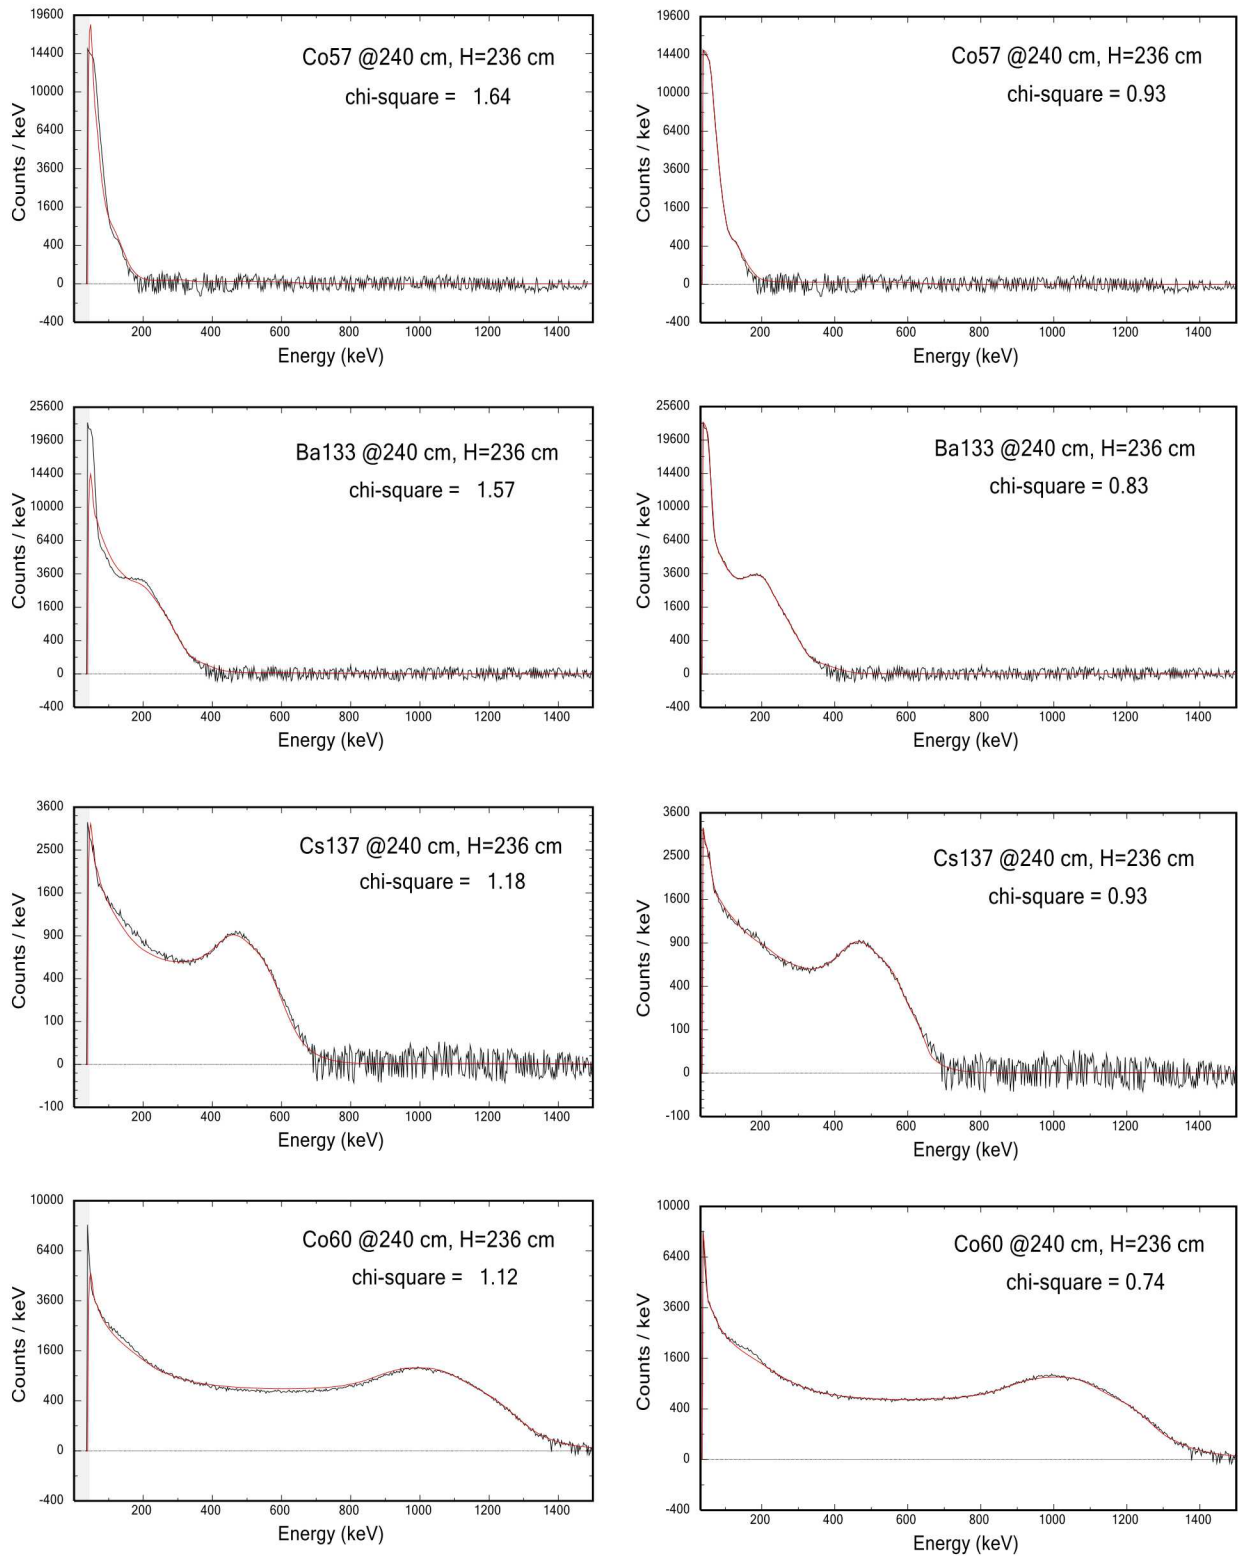 19600
14400
10000
6400
3600
1600
400
0
-400
Counts / keV
Co57 @240 cm, H=236 cm
chi-square = 1.64
200 400 600 800 1000 1200 1400
Energy (keV)
19600
14400
10000
6400
3600
1600
400
0
-400
Counts / keV
Co57 @240 cm, H=236 cm
chi-square = 0.93
200 400 600 800 1000 1200 1400
Energy (keV)
25600
19600
14400
10000
6400
3600
1600
400
0
-400
Counts / keV
Ba133 @240 cm, H=236 cm
chi-square = 1.57
200 400 600 800 1000 1200 1400
Energy (keV)
25600
19600
14400
10000
6400
3600
1600
400
0
-400
Counts / keV
Ba133 @240 cm, H=236 cm
chi-square = 0.83
200 400 600 800 1000 1200 1400
Energy (keV)
3600
2500
1600
900
400
100
0
-100
Counts / keV
Cs137 @240 cm, H=236 cm
chi-square = 1.18
200 400 600 800 1000 1200 1400
Energy (keV)
3600
2500
1600
900
400
100
0
-100
Counts / keV
Cs137 @240 cm, H=236 cm
chi-square = 0.93
200 400 600 800 1000 1200 1400
Energy (keV)
10000
6400
3600
1600
400
0
-400
Counts / keV
Co60 @240 cm, H=236 cm
chi-square = 1.12
200 400 600 800 1000 1200 1400
Energy (keV)
10000
6400
3600
1600
400
0
-400
Counts / keV
Co60 @240 cm, H=236 cm
chi-square = 0.74
200 400 600 800 1000 1200 1400
Energy (keV)